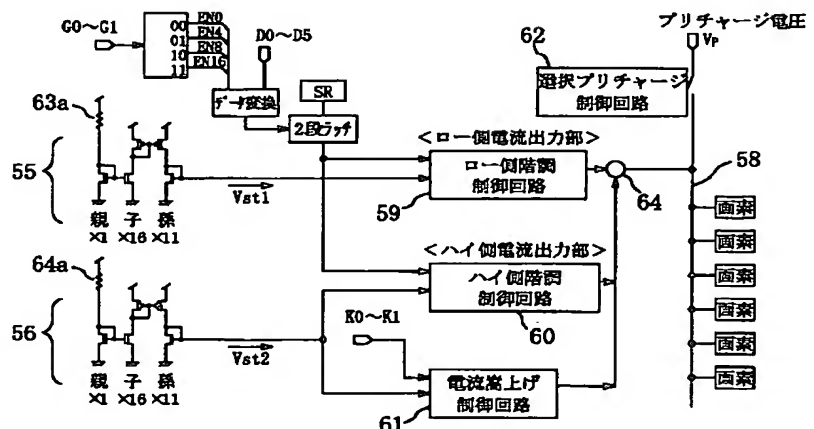 プリチャージ電圧
VP
G0～G1
00
01
10
11
EN0
EN4
EN8
EN16
D0～D5
62
選択プリチャージ
制御回路
63a
データ変換
SR
2段ラッチ
＜ロー側電流出力部＞
ロー側階調
制御回路
59
64
58
55
Vst1
親
×1
子
×16
孫
×11
画素
画素
画素
画素
画素
画素
＜ハイ側電流出力部＞
ハイ側階調
制御回路
60
64a
56
Vst2
K0～K1
親
×1
子
×16
孫
×11
電流嵩上げ
制御回路
61